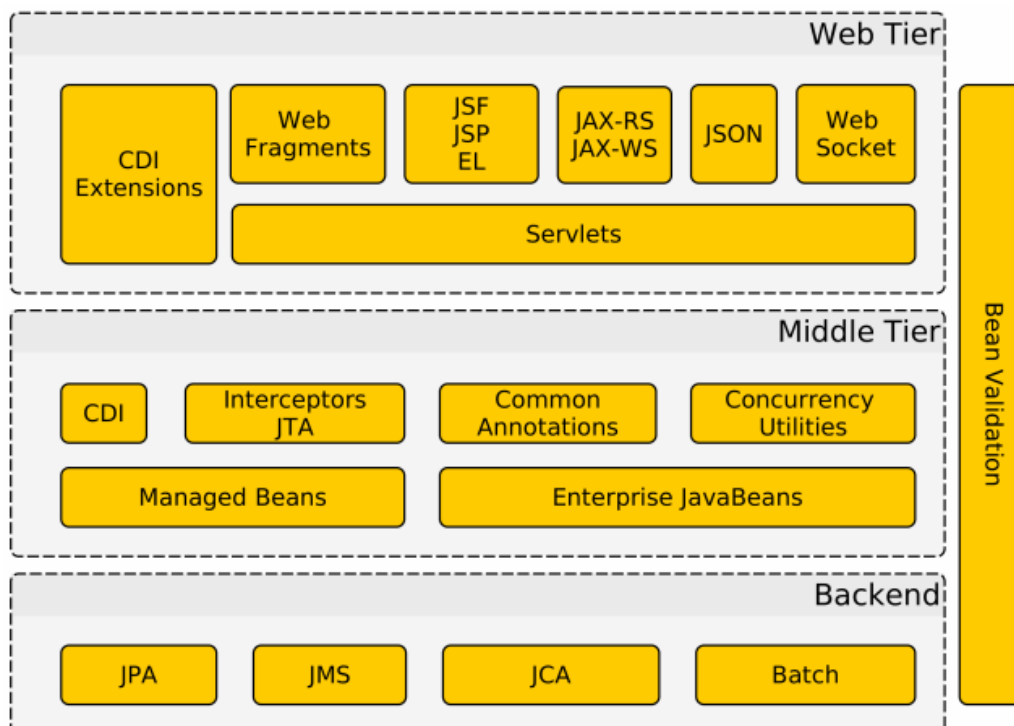 Web Tier
CDI
Extensions
Web
Fragments
JSF
JSP
EL
JAX-RS
JAX-WS
JSON
Web
Socket
Servlets
Middle Tier
CDI
Interceptors
JTA
Common
Annotations
Concurrency
Utilities
Managed Beans
Enterprise JavaBeans
Backend
JPA
JMS
JCA
Batch
Bean Validation